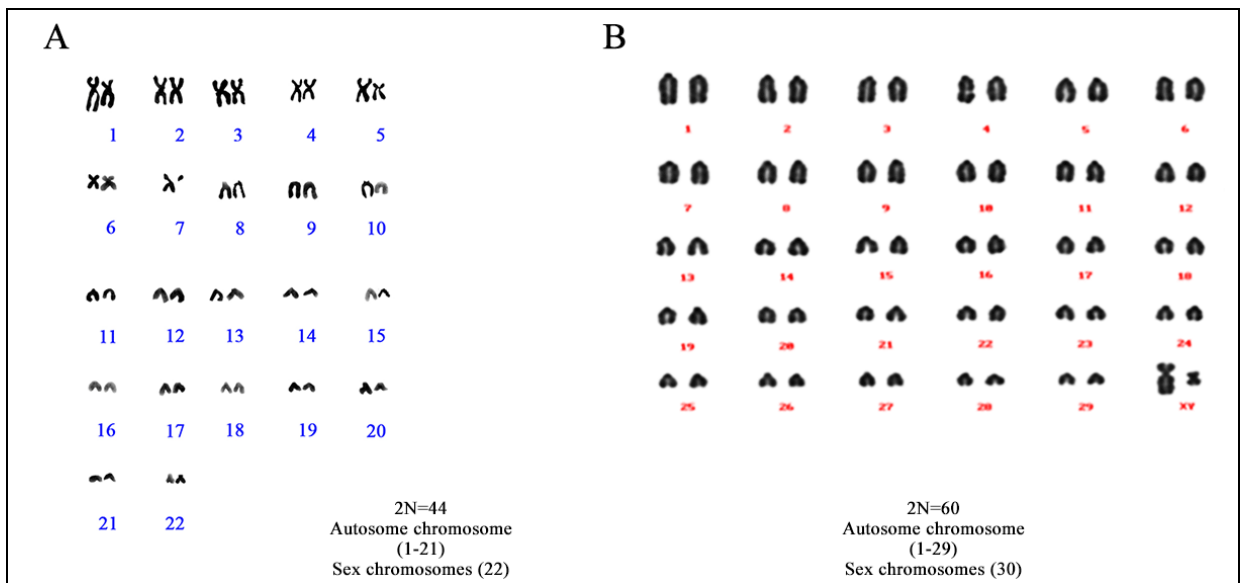 A
1 2 3 4 5
6 7 8 9 10
11 12 13 14 15
16 17 18 19 20
21 22
2N=44
Autosome chromosome
(1-21)
Sex chromosomes (22)
B
1 2 3 4 5 6
7 8 9 10 11 12
13 14 15 16 17 18
19 20 21 22 23 24
25 26 27 28 29 XY
2N=60
Autosome chromosome
(1-29)
Sex chromosomes (30)